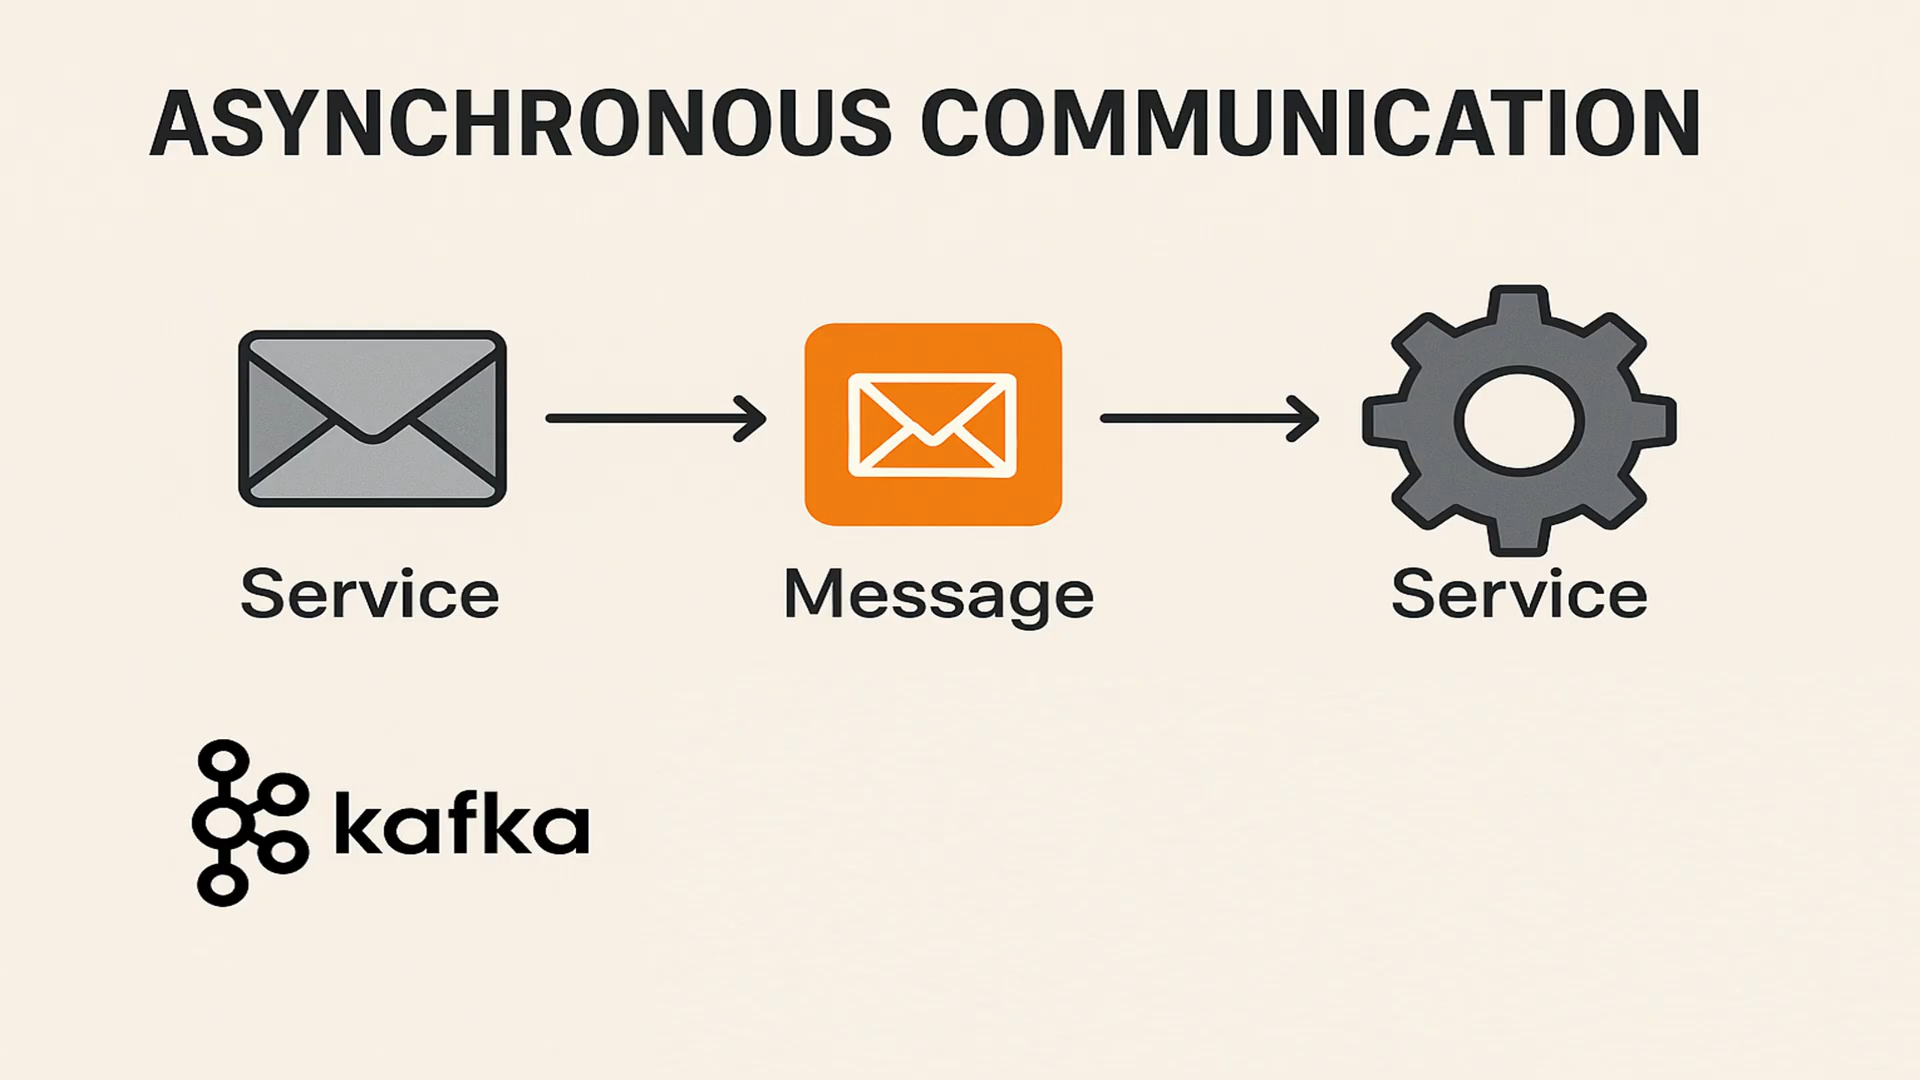 ASYNCHRONOUS COMMUNICATION
Service
Message
Service
kafka